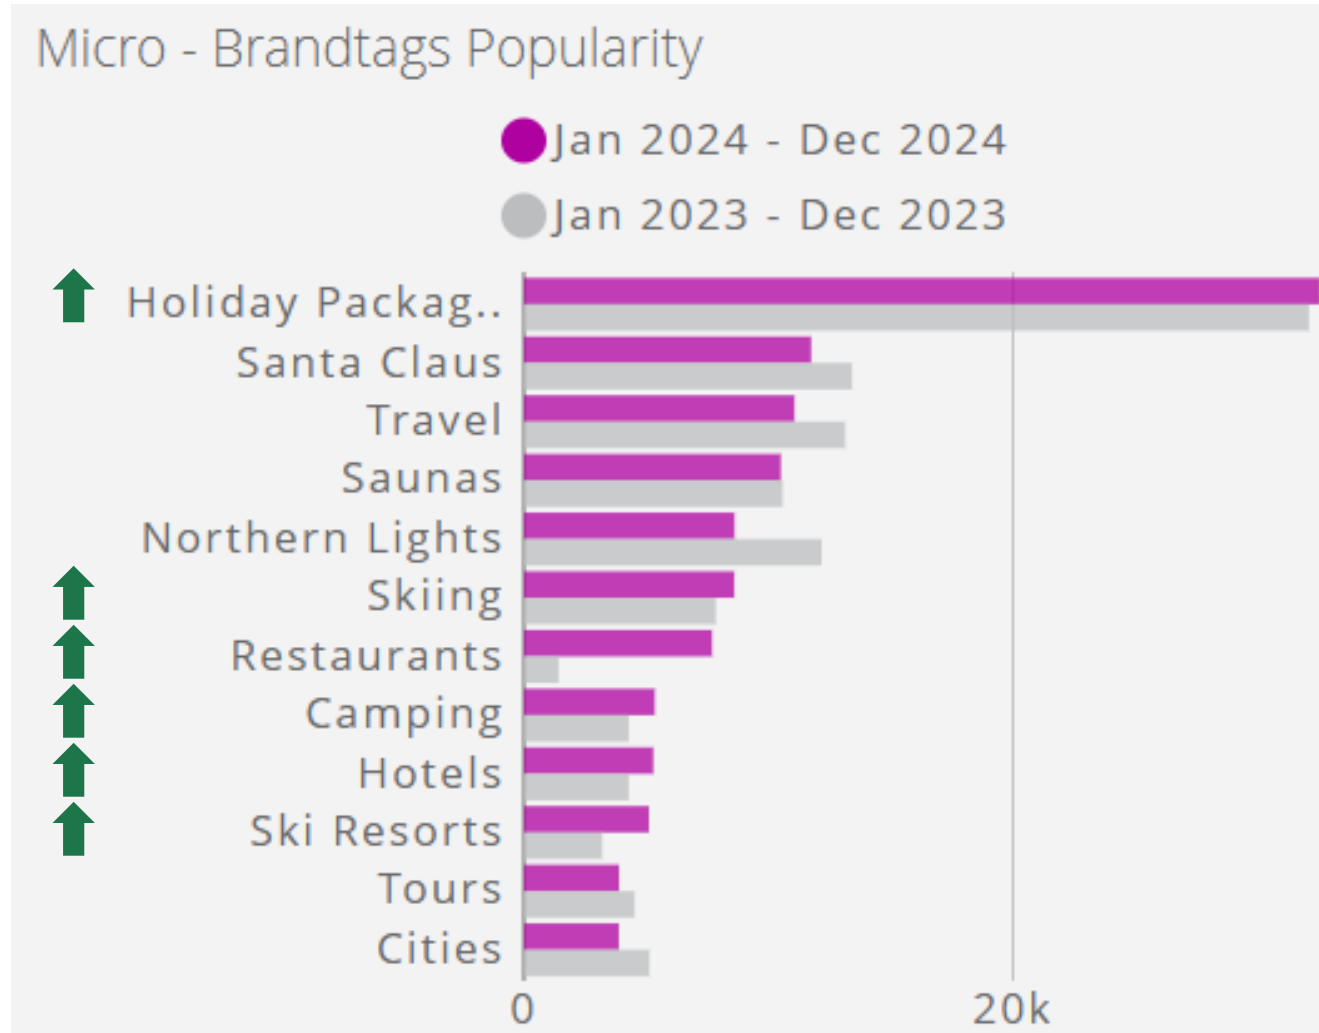 Micro - Brandtags Popularity
Jan 2024 - Dec 2024
Jan 2023 - Dec 2023
Holiday Packag..
Santa Claus
Travel
Saunas
Northern Lights
Skiing
Restaurants
Camping
Hotels
Ski Resorts
Tours
Cities
0 20k